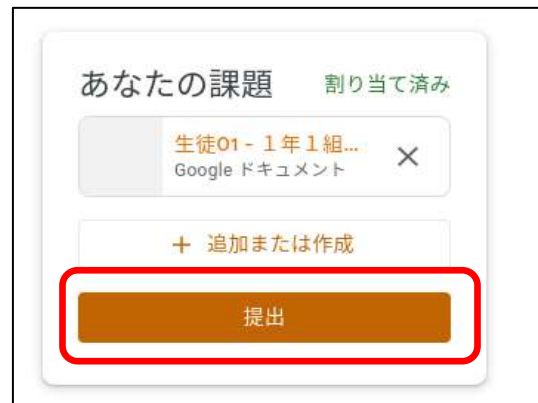 あなたの課題
割り当て済み
生徒01 - １年１組...
Google ドキュメント
＋ 追加または作成
提出